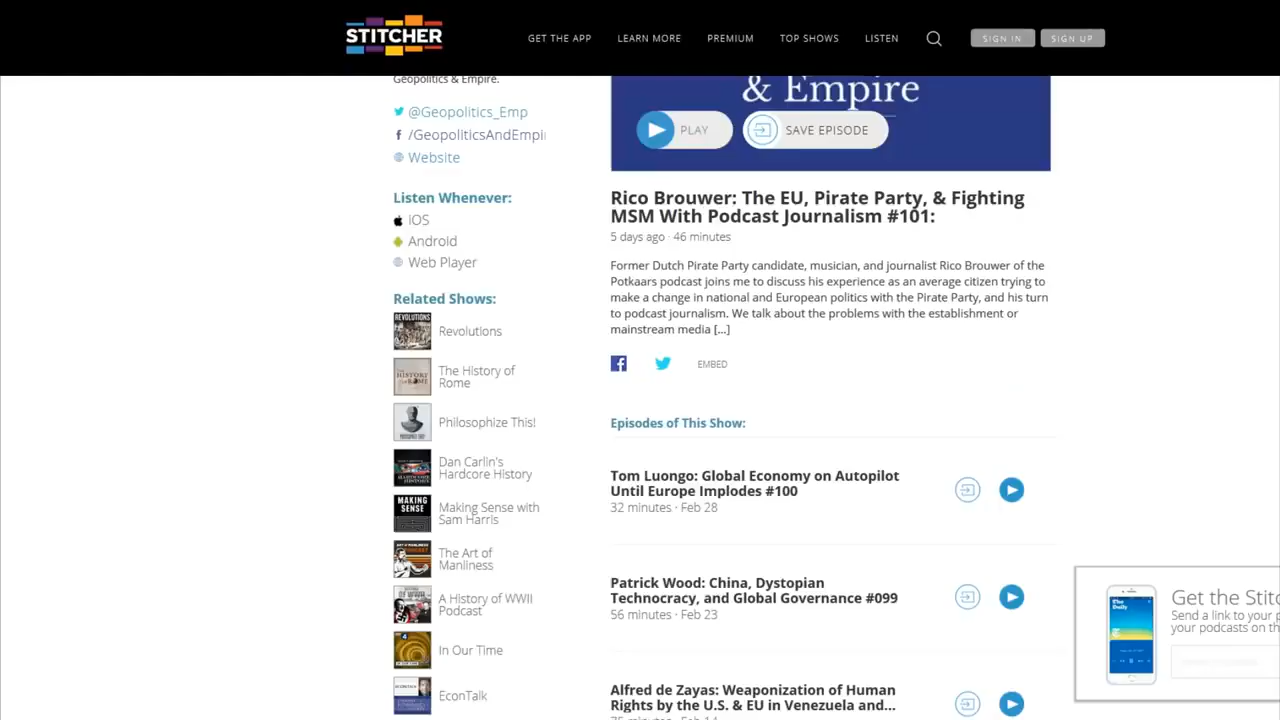 STITCHER
GET THE APP
LEARN MORE
PREMIUM
TOP SHOWS
LISTEN
SIGN IN
SIGN UP
Geopolitics & Empire.
@Geopolitics_Emp
/GeopoliticsAndEmpi
Website
Listen Whenever:
iOS
Android
Web Player
Related Shows:
REVOLUTIONS
Revolutions
The History of
Rome
Philosophize This!
Dan Carlin's
Hardcore History
MAKING
SENSE
Making Sense with
Sam Harris
The Art of
Manliness
A History of WWII
Podcast
In Our Time
EconTalk
& Empire
PLAY
SAVE EPISODE
Rico Brouwer: The EU, Pirate Party, & Fighting
MSM With Podcast Journalism #101:
5 days ago · 46 minutes
Former Dutch Pirate Party candidate, musician, and journalist Rico Brouwer of the
Potkaars podcast joins me to discuss his experience as an average citizen trying to
make a change in national and European politics with the Pirate Party, and his turn
to podcast journalism. We talk about the problems with the establishment or
mainstream media [...]
EMBED
Episodes of This Show:
Tom Luongo: Global Economy on Autopilot
Until Europe Implodes #100
32 minutes · Feb 28
Patrick Wood: China, Dystopian
Technocracy, and Global Governance #099
56 minutes · Feb 23
Alfred de Zayas: Weaponization of Human
Rights by the U.S. & EU in Venezuela and...
75 minutes · Feb 14
The
Daily
Get the Stitc
Send a link to your p
your podcasts on th